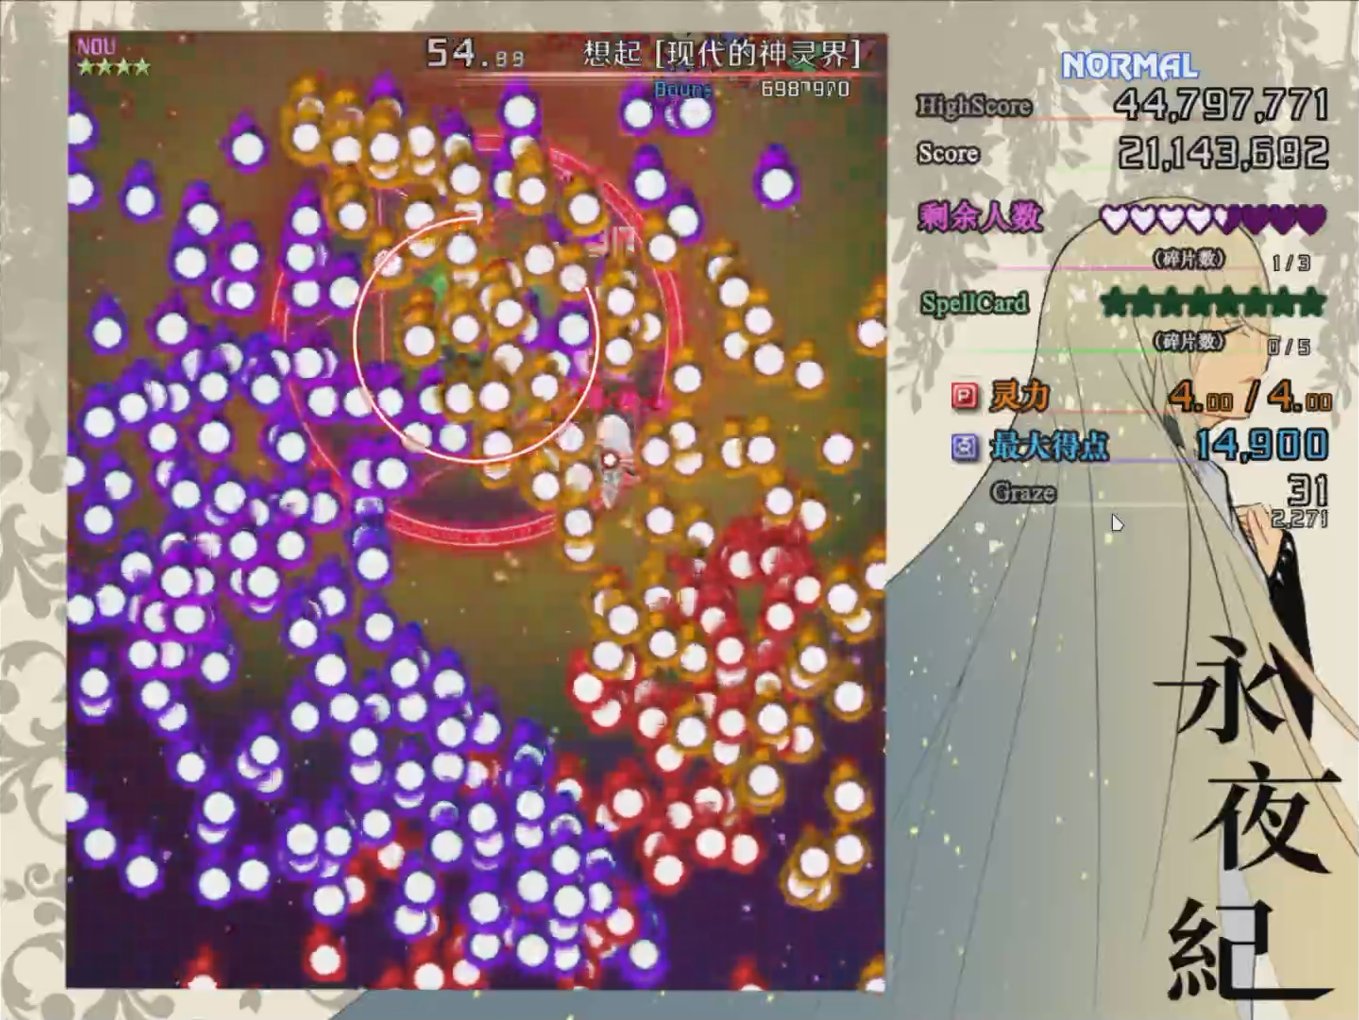 NOU
54.99 想起 [现代的神灵界]
NORMAL
HighScore 44,797,771
Score 21,143,682
剩余人数
(碎片数) 1/3
SpellCard
(碎片数) 0/5
灵力 4.00 / 4.00
最大得点 14,900
Graze 31
2,271
永
夜
紀